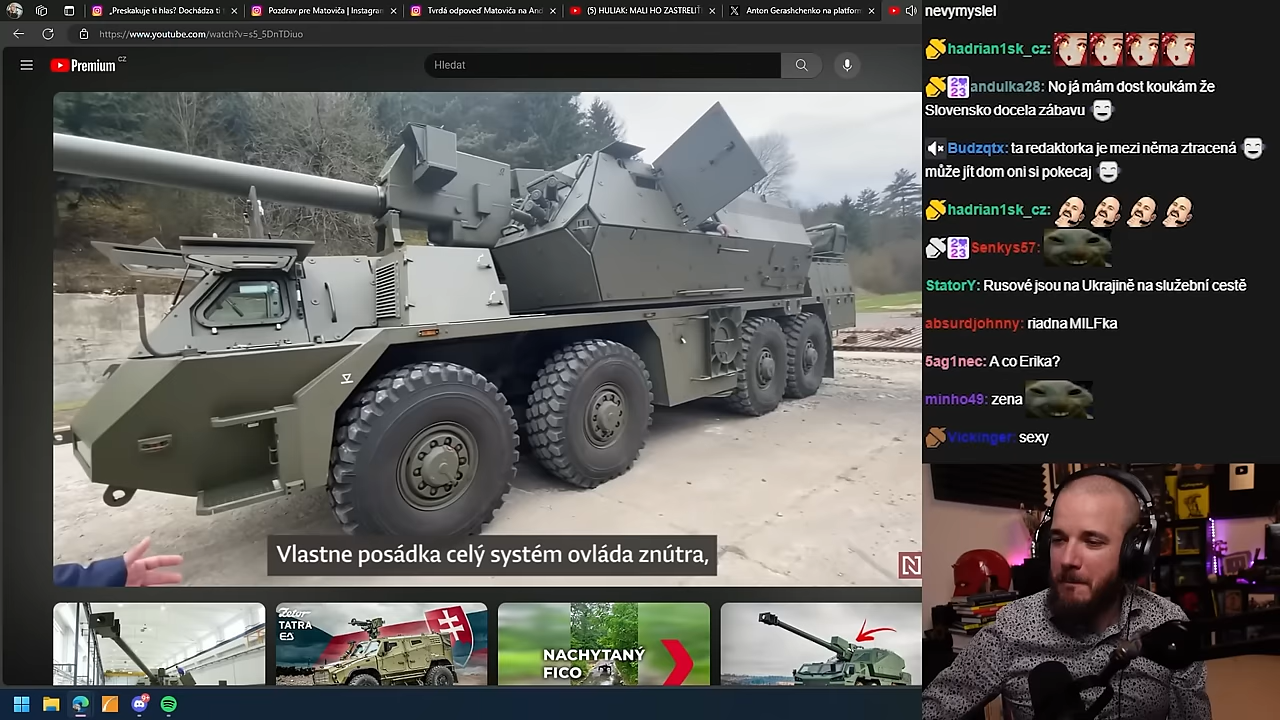 „Preskakuje ti hlas? Dochádza ti
Pozdrav pre Matoviča | Instagram
Tvrdá odpoveď Matoviča na And
(5) HULIAK: MALI HO ZASTRELIŤ
Anton Gerashchenko na platform
https://www.youtube.com/watch?v=s5_5DnTDiuo
Premium CZ
Hledat
Vlastne posádka celý systém ovláda znútra,
N
Zetor
TATRA
NACHYTANÝ
FICO
nevymyslel
hadrian1sk_cz:
andulka28: No já mám dost koukám že
Slovensko docela zábavu
Budzqtx: ta redaktorka je mezi něma ztracená
může jít dom oni si pokecaj
hadrian1sk_cz:
Senkys57:
StatorY: Rusové jsou na Ukrajině na služební cestě
absurdjohnny: riadna MILFka
5ag1nec: A co Erika?
minho49: zena
Vickinger: sexy